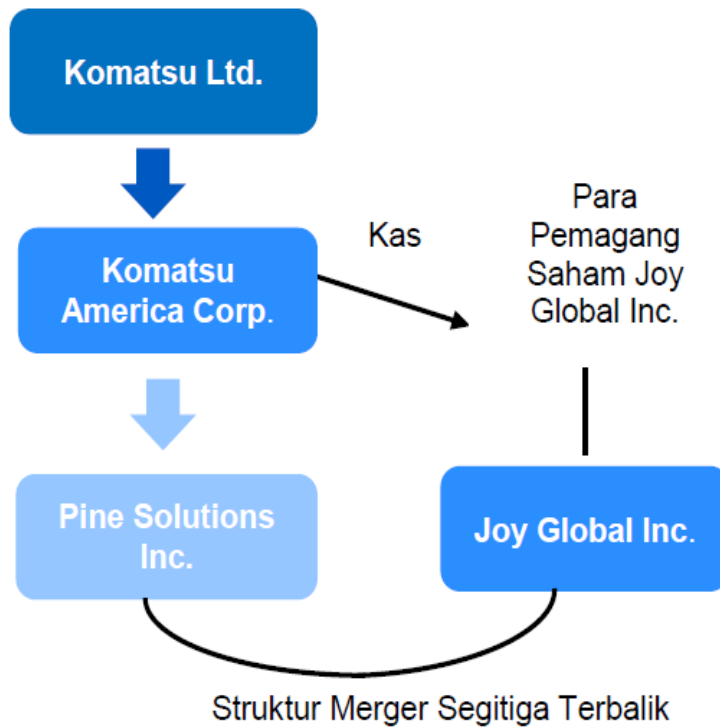 Komatsu Ltd.
Komatsu
America Corp.
Kas
Para
Pemagang
Saham Joy
Global Inc.
Pine Solutions
Inc.
Joy Global Inc.
Struktur Merger Segitiga Terbalik